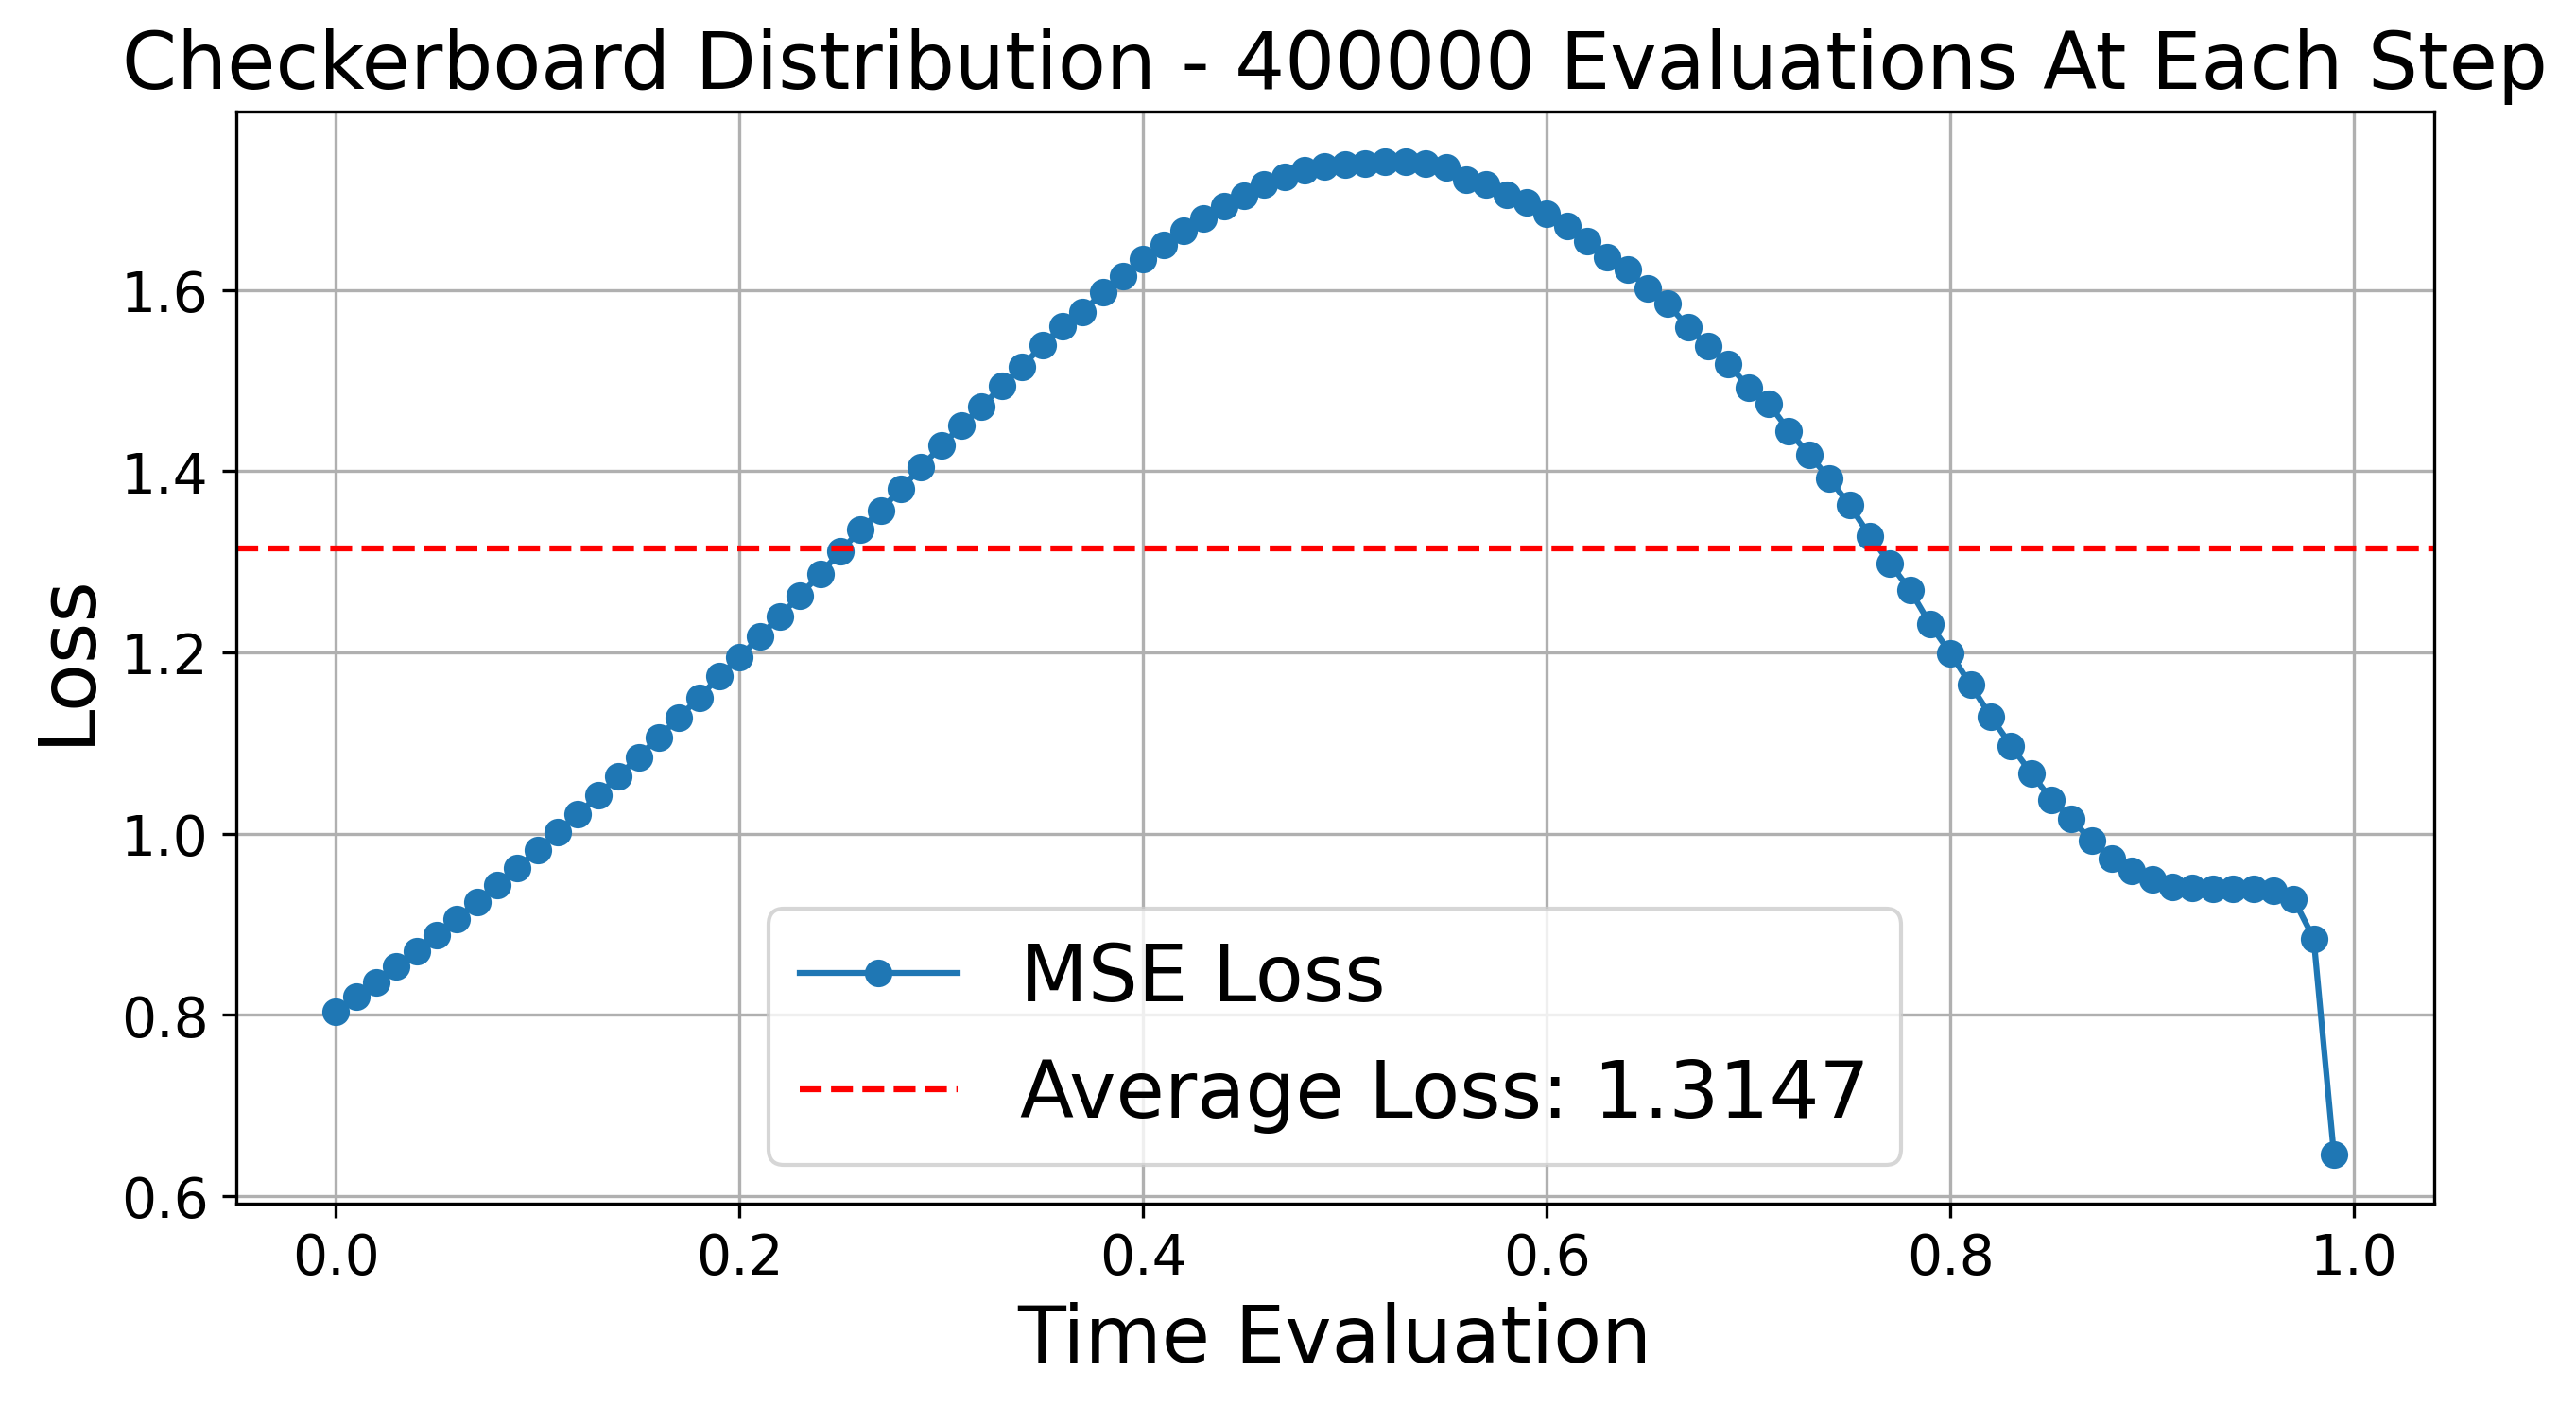 Checkerboard Distribution - 400000 Evaluations At Each Step
Loss
1.6
1.4
1.2
1.0
0.8
0.6
MSE Loss
Average Loss: 1.3147
0.0 0.2 0.4 0.6 0.8 1.0
Time Evaluation